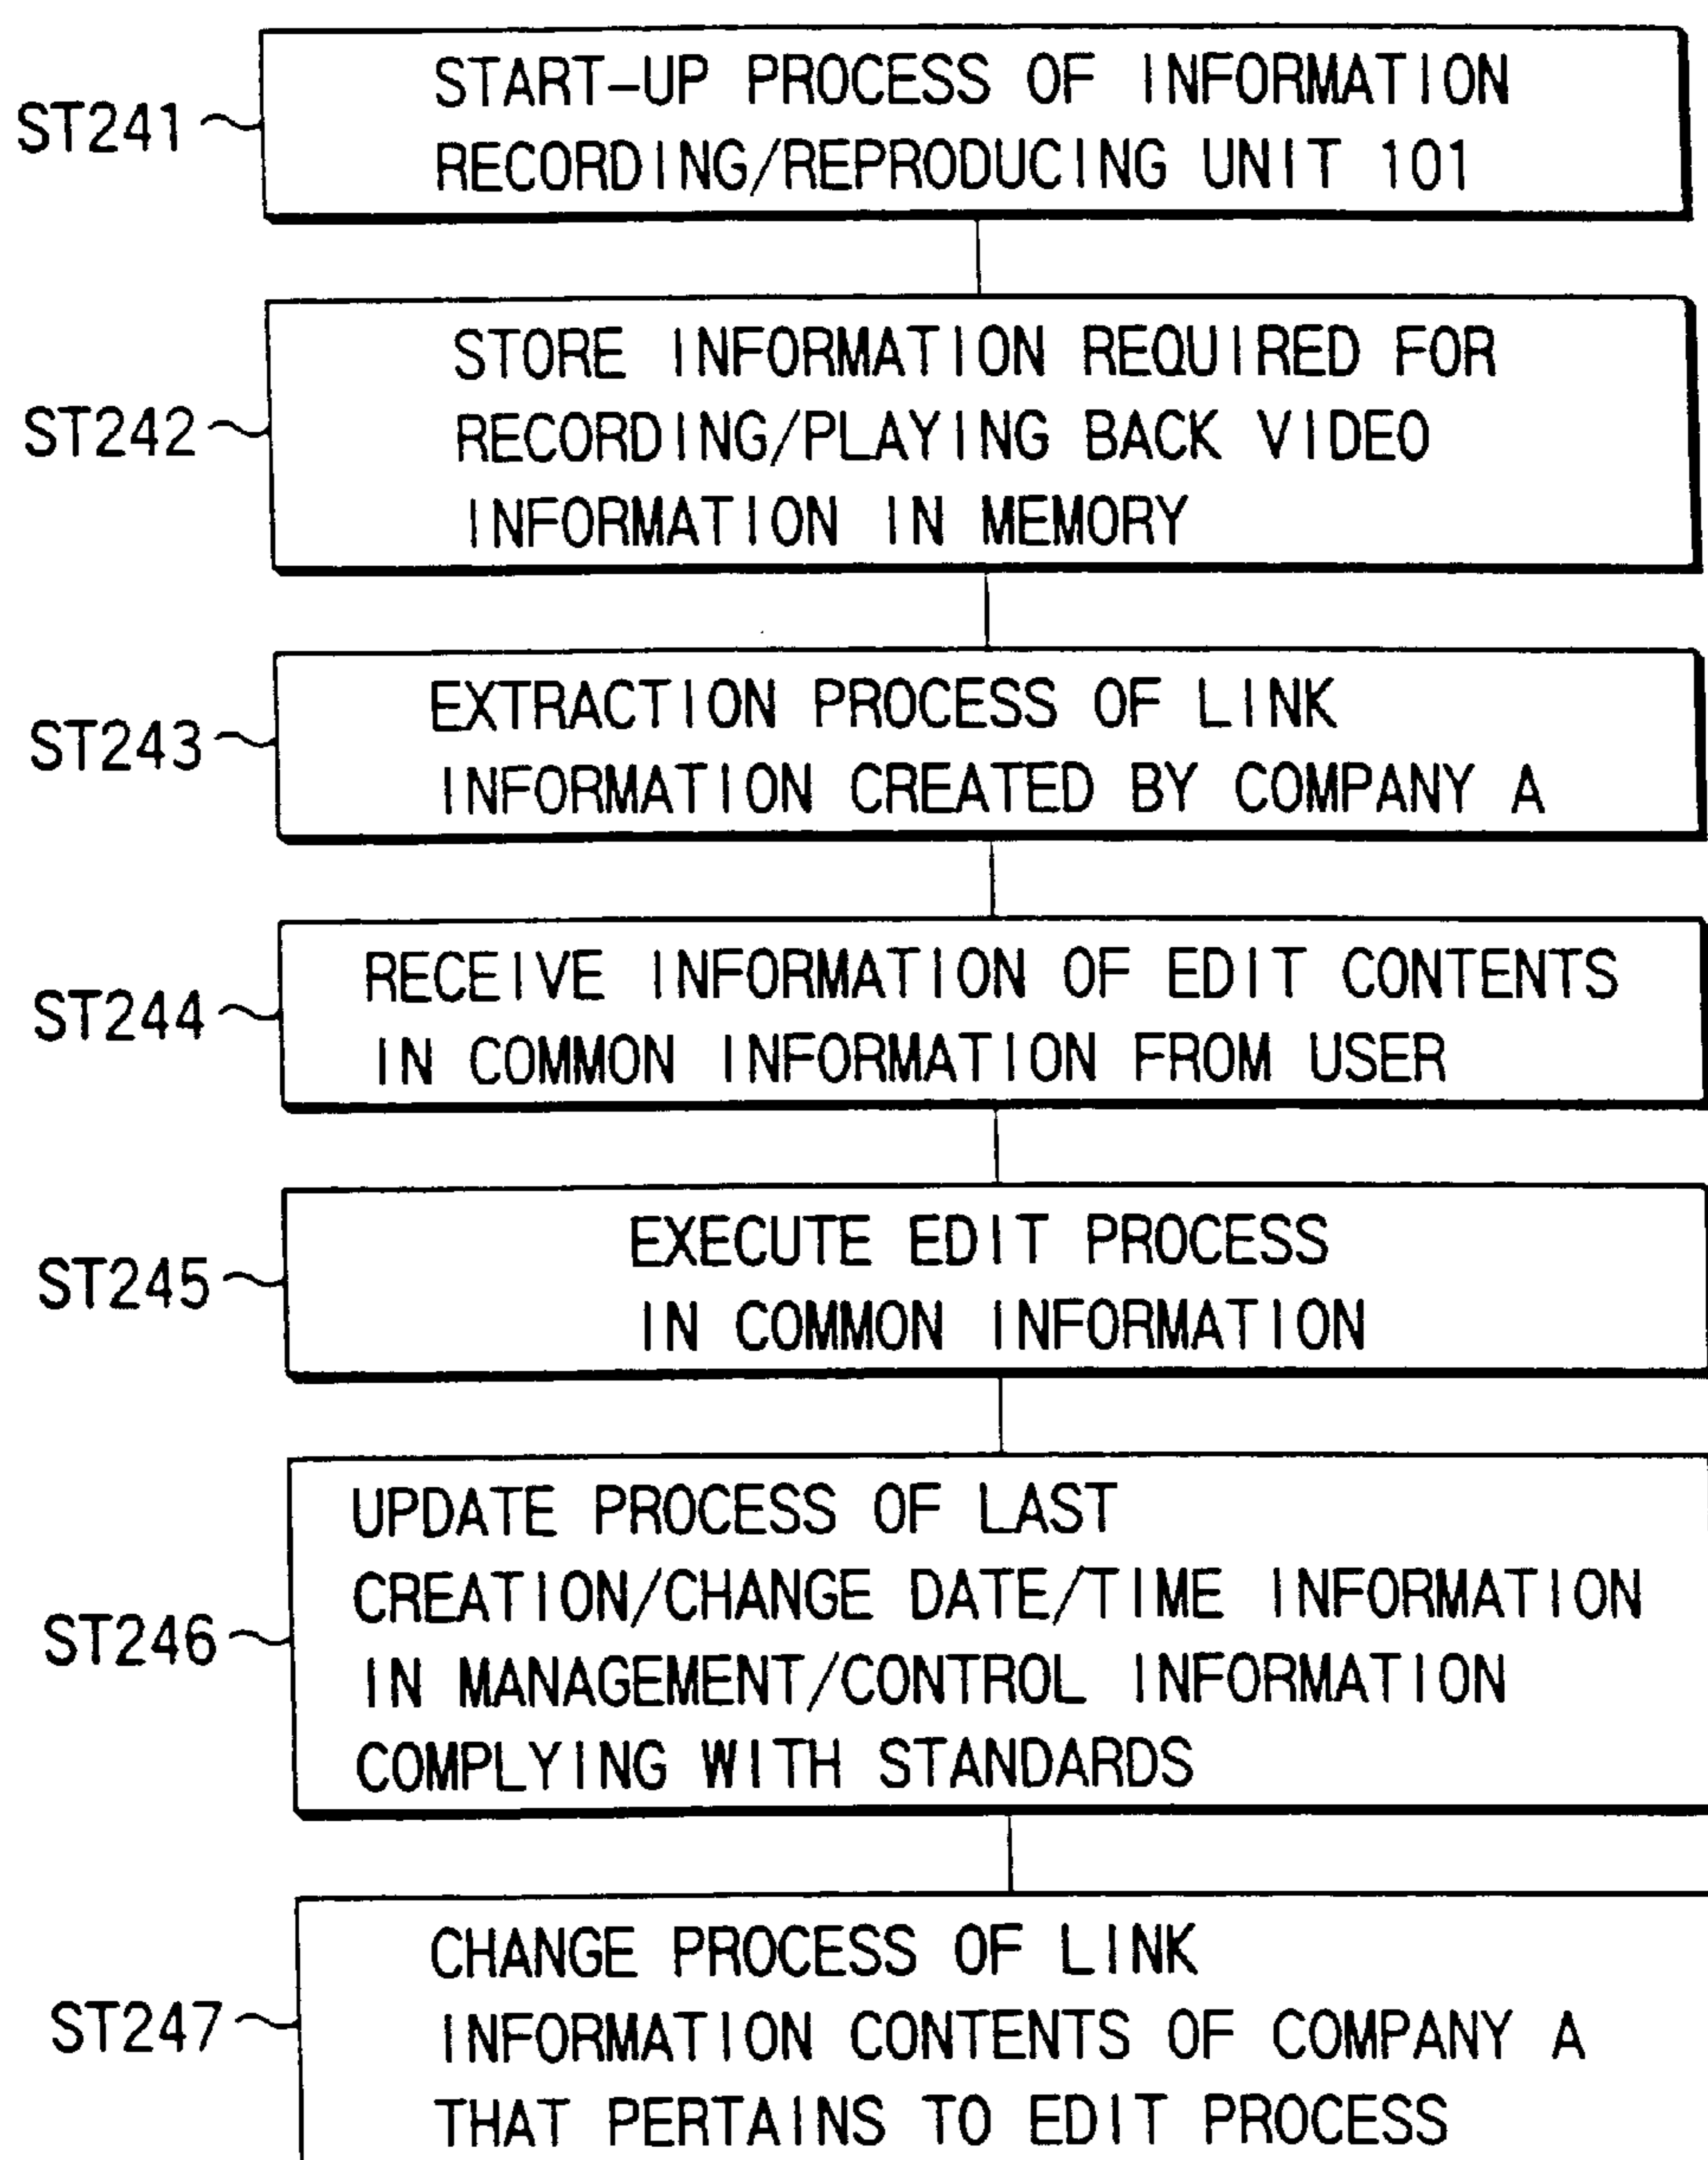 START-UP PROCESS OF INFORMATION
ST241
RECORDING/REPRODUCING UNIT 101
STORE INFORMATION REQUIRED FOR
ST242
RECORDING/PLAYING BACK VIDEO
INFORMATION IN MEMORY
EXTRACTION PROCESS OF LINK
ST243
INFORMATION CREATED BY COMPANY A
RECEIVE INFORMATION OF EDIT CONTENTS
ST244
IN COMMON INFORMATION FROM USER
EXECUTE EDIT PROCESS
ST245
IN COMMON INFORMATION
UPDATE PROCESS OF LAST
CREATION/CHANGE DATE/TIME INFORMATION
ST246
IN MANAGEMENT/CONTROL INFORMATION
COMPLYING WITH STANDARDS
CHANGE PROCESS OF LINK
ST247
INFORMATION CONTENTS OF COMPANY A
THAT PERTAINS TO EDIT PROCESS